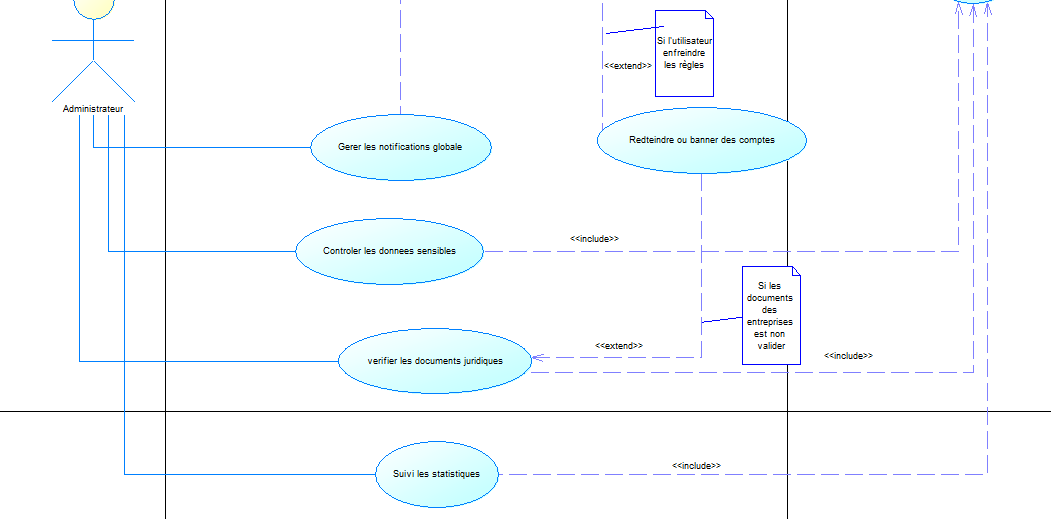 Si l'utilisateur
enfreindre
les règles
<<extend>>
Administrateur
Gerer les notifications globale
Redteindre ou banner des comptes
<<include>>
Controler les donnees sensibles
Si les
documents
des
entreprises
est non
valider
<<extend>>
<<include>>
verifier les documents juridiques
<<include>>
Suivi les statistiques